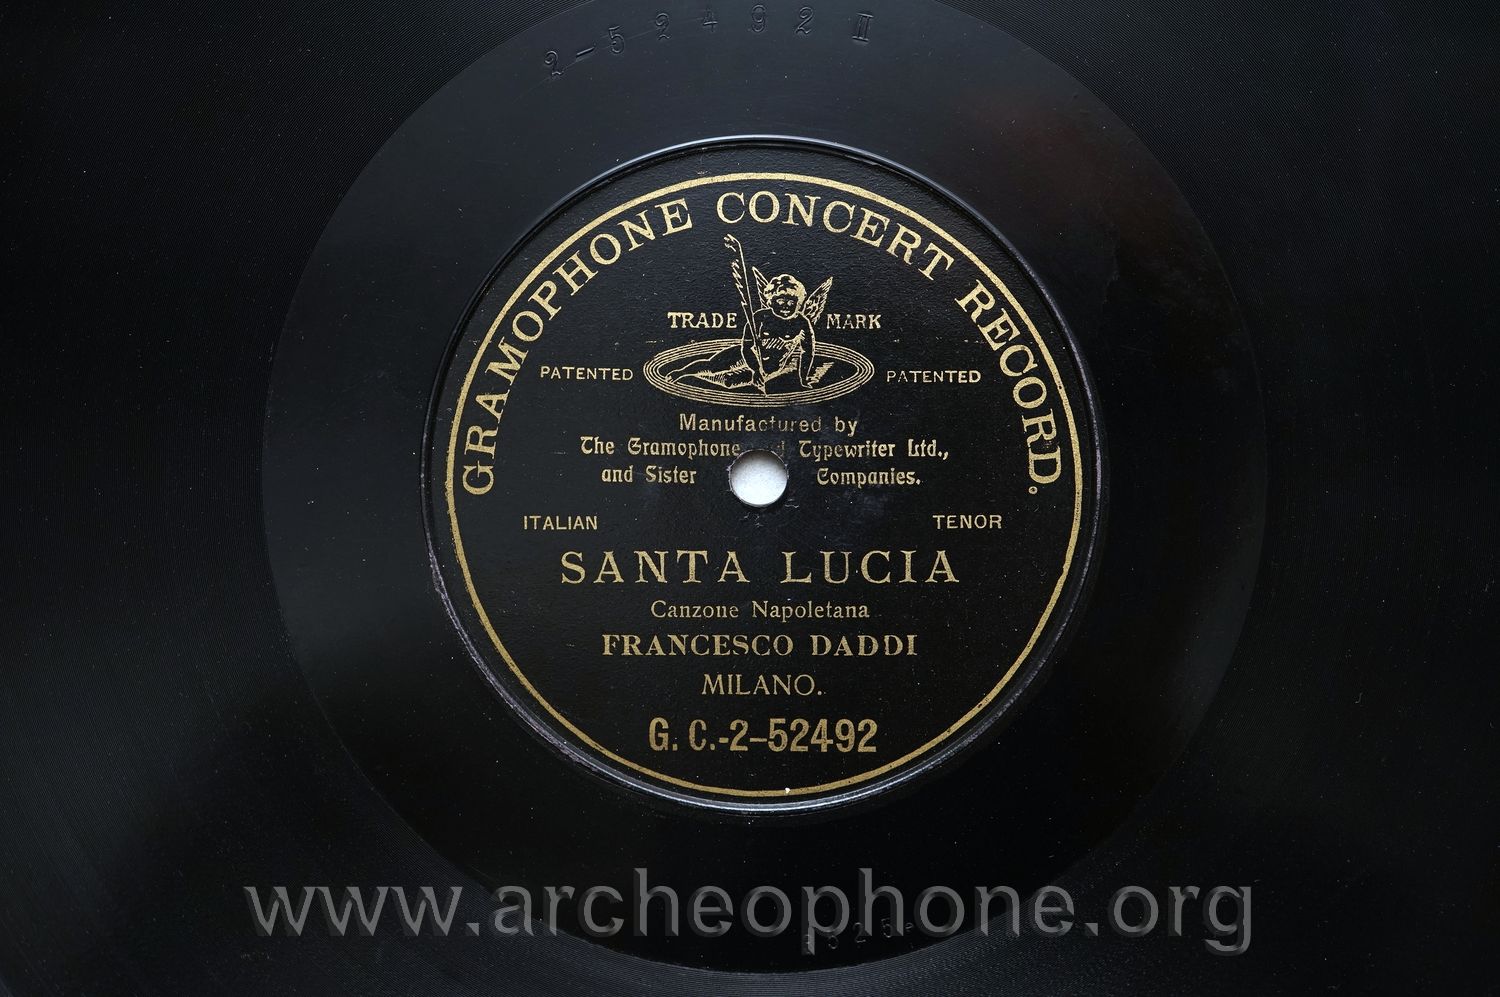 2-52492 II
GRAMOPHONE CONCERT RECORD.
TRADE MARK
PATENTED PATENTED
Manufactured by
The Gramophone and Typewriter Ltd.,
and Sister Companies.
ITALIAN TENOR
SANTA LUCIA
Canzone Napoletana
FRANCESCO DADDI
MILANO.
G. C.-2-52492
www.archeophone.org